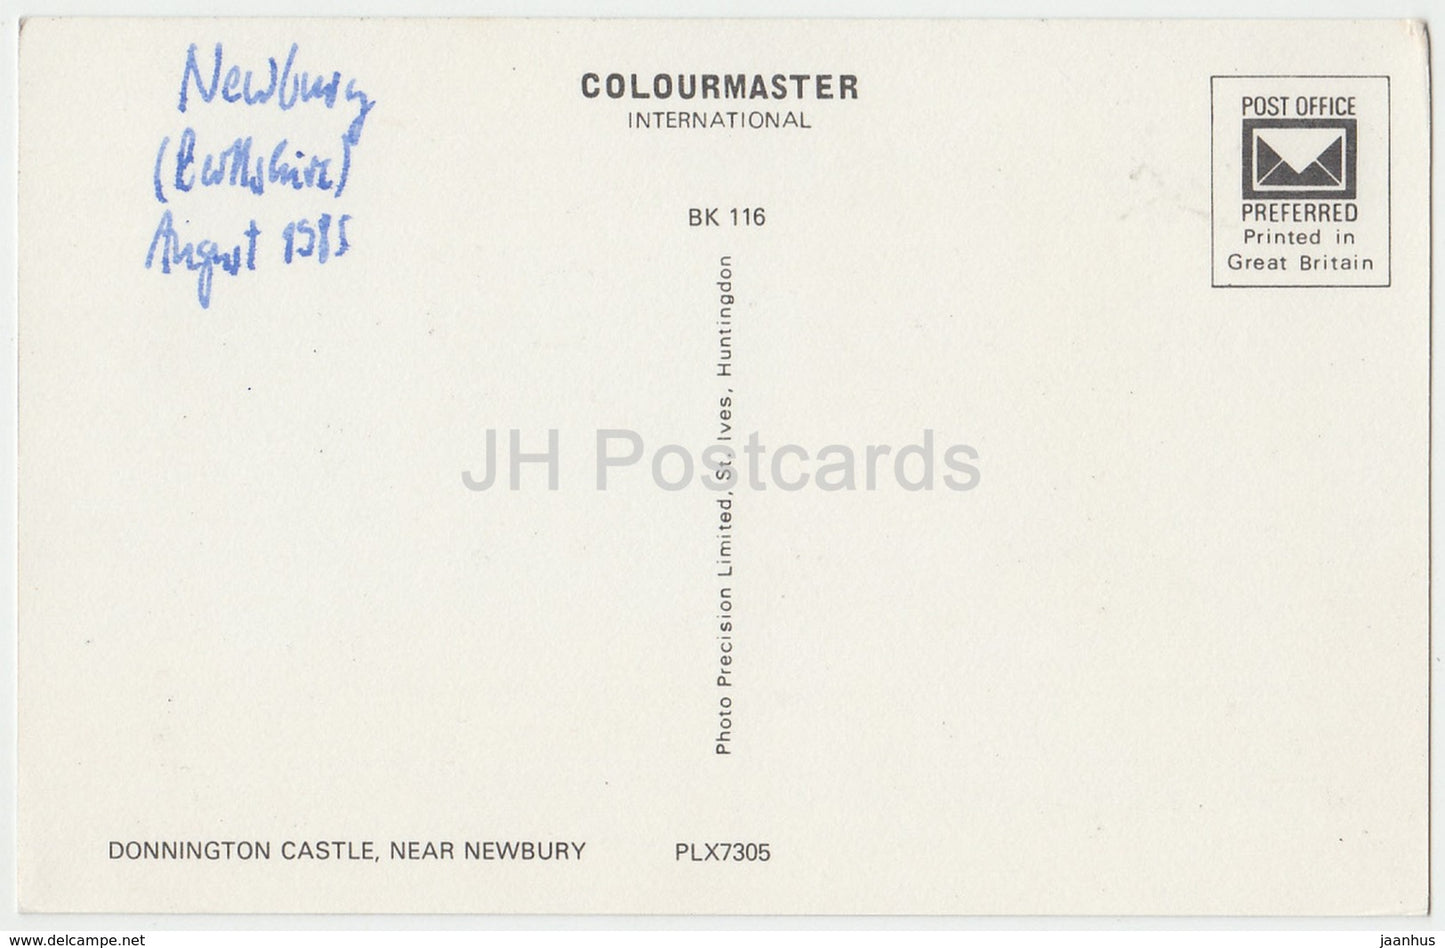 Newbury
(Berkshire)
August 1985
COLOURMASTER
INTERNATIONAL
BK 116
POST OFFICE
PREFERRED
Printed in
Great Britain
Photo Precision Limited, St. Ives, Huntingdon
JH Postcards
DONNINGTON CASTLE, NEAR NEWBURY PLX7305
www.delcampe.net
jaanhus